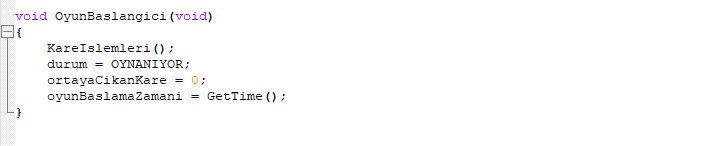 void OyunBaslangici(void)
{
KareIslemleri();
durum = OYNANIYOR;
ortayaCikanKare = 0;
oyunBaslamaZamani = GetTime();
}